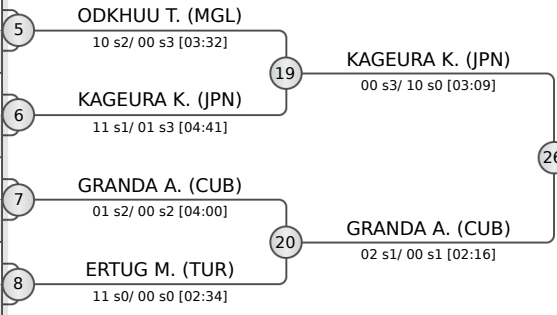 ODKHUU T. (MGL)
5
10 s2/ 00 s3 [03:32]
KAGEURA K. (JPN)
19
00 s3/ 10 s0 [03:09]
KAGEURA K. (JPN)
6
11 s1/ 01 s3 [04:41]
26
GRANDA A. (CUB)
7
01 s2/ 00 s2 [04:00]
GRANDA A. (CUB)
20
02 s1/ 00 s1 [02:16]
ERTUG M. (TUR)
8
11 s0/ 00 s0 [02:34]